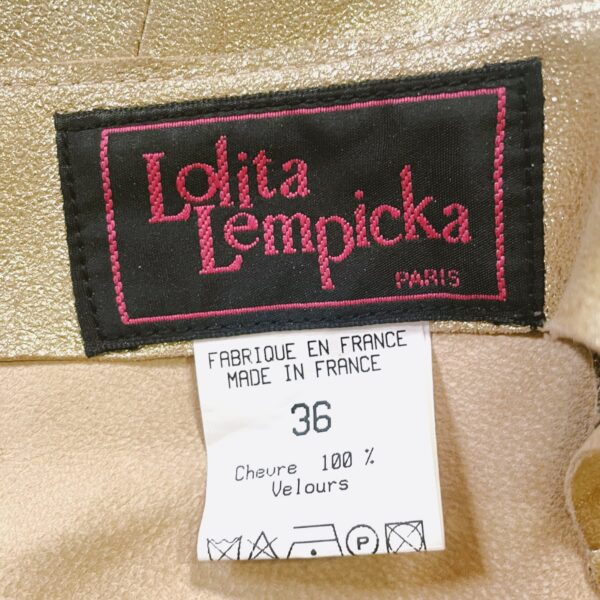 Lolita
Lempicka
PARIS
FABRIQUE EN FRANCE
MADE IN FRANCE
36
Chevre 100 %
Velours
P